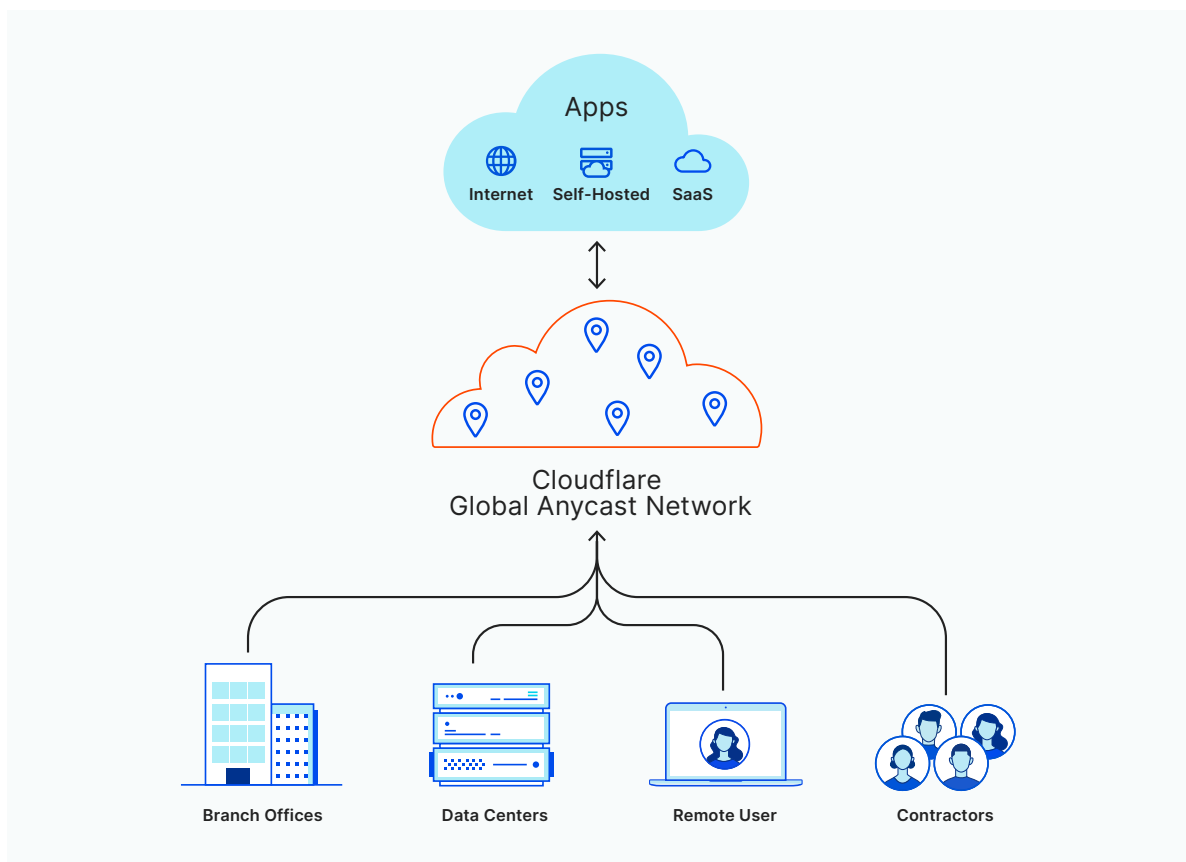 Apps
Internet Self-Hosted SaaS
Cloudflare
Global Anycast Network
Branch Offices Data Centers Remote User Contractors